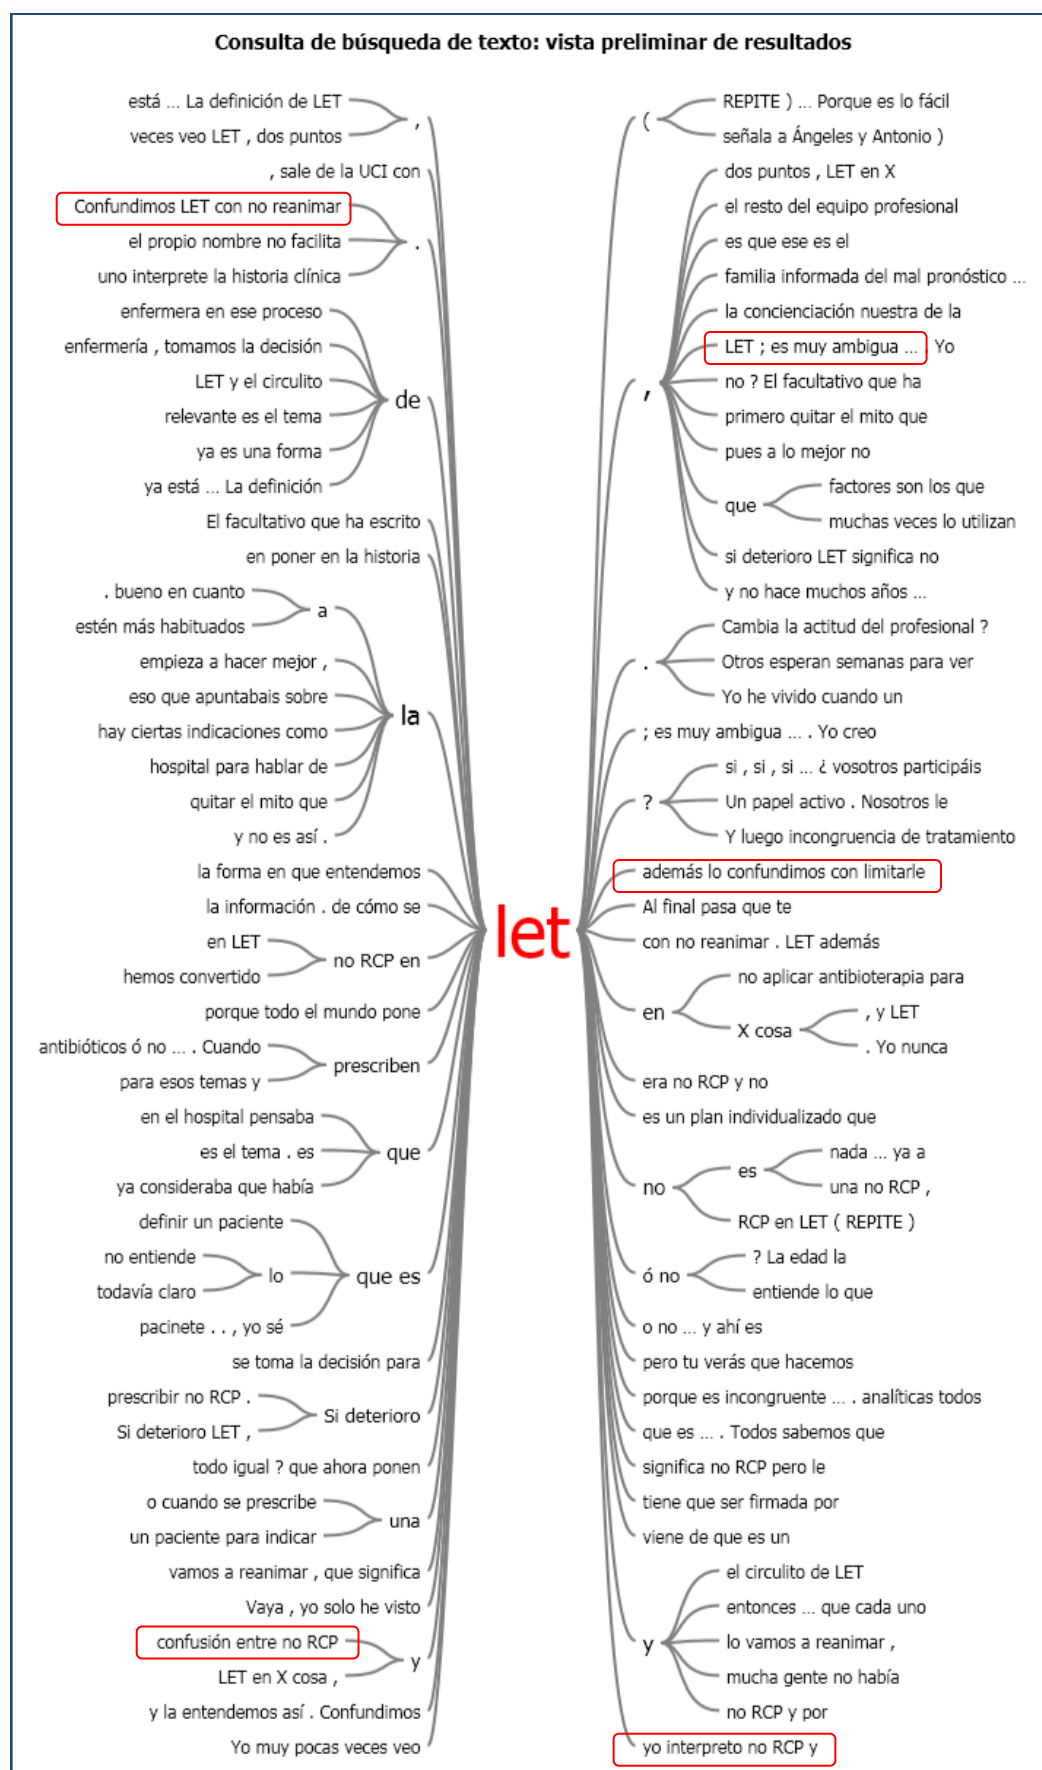 Consulta de búsqueda de texto: vista preliminar de resultados
está ... La definición de LET
veces veo LET , dos puntos
,
, sale de la UCI con
Confundimos LET con no reanimar
el propio nombre no facilita
uno interprete la historia clínica
.
enfermera en ese proceso
enfermería , tomamos la decisión
LET y el circulito
relevante es el tema
ya es una forma
ya está ... La definición
de
El facultativo que ha escrito
en poner en la historia
. bueno en cuanto
estén más habituados
a
empieza a hacer mejor ,
eso que apuntabais sobre
hay ciertas indicaciones como
hospital para hablar de
quitar el mito que
y no es así .
la
la forma en que entendemos
la información . de cómo se
en LET
hemos convertido
no RCP en
porque todo el mundo pone
antibióticos ó no ... . Cuando
para esos temas y
prescriben
en el hospital pensaba
es el tema . es
ya consideraba que había
que
definir un paciente
no entiende
todavía claro
lo
pacinete . . , yo sé
que es
se toma la decisión para
prescribir no RCP .
Si deterioro LET ,
Si deterioro
todo igual ? que ahora ponen
o cuando se prescribe
un paciente para indicar
una
vamos a reanimar , que significa
Vaya , yo solo he visto
confusión entre no RCP
LET en X cosa ,
y
y la entendemos así . Confundimos
Yo muy pocas veces veo
let
(
REPITE ) ... Porque es lo fácil
señala a Ángeles y Antonio )
,
dos puntos , LET en X
el resto del equipo profesional
es que ese es el
familia informada del mal pronóstico ...
la concienciación nuestra de la
LET ; es muy ambigua ... . Yo
no ? El facultativo que ha
primero quitar el mito que
pues a lo mejor no
que
factores son los que
muchas veces lo utilizan
si deterioro LET significa no
y no hace muchos años ...
.
Cambia la actitud del profesional ?
Otros esperan semanas para ver
Yo he vivido cuando un
; es muy ambigua ... . Yo creo
?
si , si , si ... ¿ vosotros participáis
Un papel activo . Nosotros le
Y luego incongruencia de tratamiento
además lo confundimos con limitarle
Al final pasa que te
con no reanimar . LET además
en
no aplicar antibioterapia para
X cosa
, y LET
. Yo nunca
era no RCP y no
es un plan individualizado que
no
es
nada ... ya a
una no RCP ,
RCP en LET ( REPITE )
ó no
? La edad la
entiende lo que
o no ... y ahí es
pero tu verás que hacemos
porque es incongruente ... . analíticas todos
que es ... . Todos sabemos que
significa no RCP pero le
tiene que ser firmada por
viene de que es un
y
el circulito de LET
entonces ... que cada uno
lo vamos a reanimar ,
mucha gente no había
no RCP y por
yo interpreto no RCP y